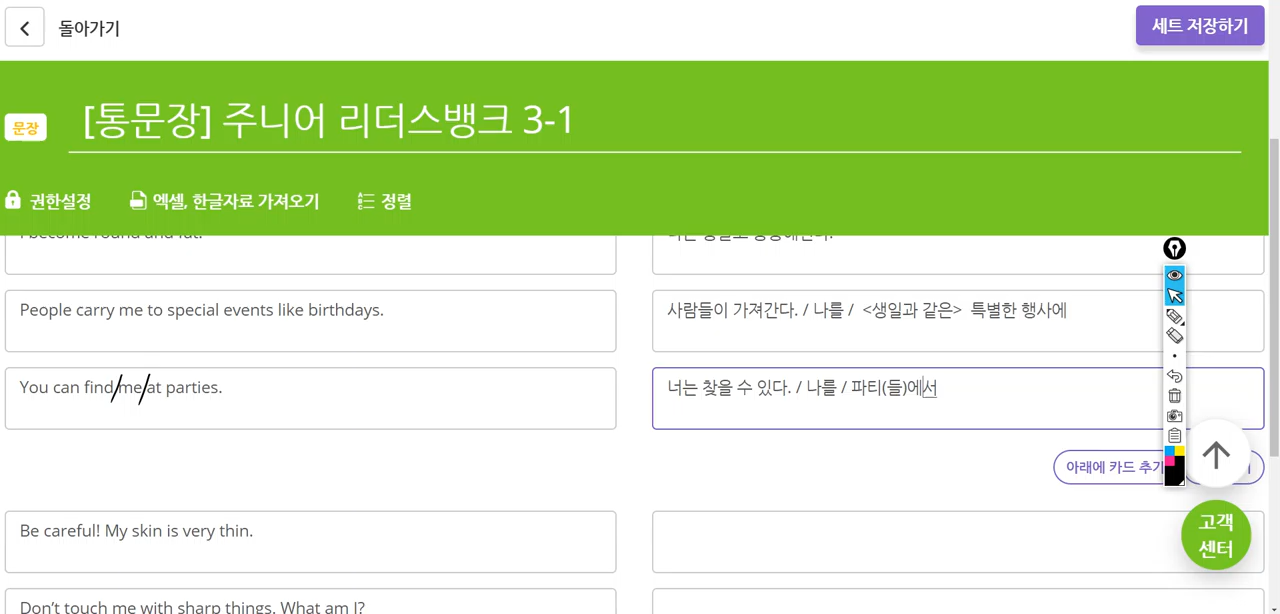 돌아가기
세트 저장하기
문장
[통문장] 주니어 리더스뱅크 3-1
권한설정
엑셀, 한글자료 가져오기
정렬
I become round and fat.
People carry me to special events like birthdays.
사람들이 가져간다. / 나를 / <생일과 같은> 특별한 행사에
You can find/me/at parties.
너는 찾을 수 있다. / 나를 / 파티(들)에서
아래에 카드 추가
Be careful! My skin is very thin.
고객
센터
Don't touch me with sharp things. What am I?